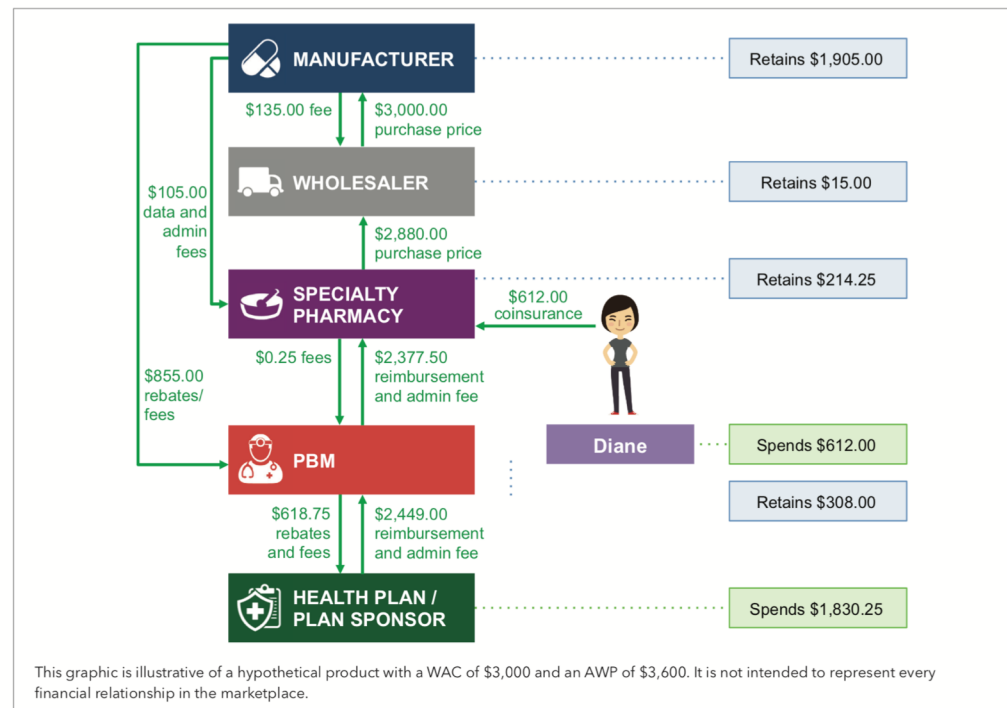 MANUFACTURER
Retains $1,905.00
$135.00 fee
$3,000.00
purchase price
WHOLESALER
Retains $15.00
$105.00
data and
admin
fees
$2,880.00
purchase price
SPECIALTY
PHARMACY
Retains $214.25
$612.00
coinsurance
$0.25 fees
$2,377.50
reimbursement
and admin fee
$855.00
rebates/
fees
PBM
Diane
Spends $612.00
Retains $308.00
$618.75
rebates
and fees
$2,449.00
reimbursement
and admin fee
HEALTH PLAN /
PLAN SPONSOR
Spends $1,830.25
This graphic is illustrative of a hypothetical product with a WAC of $3,000 and an AWP of $3,600. It is not intended to represent every
financial relationship in the marketplace.